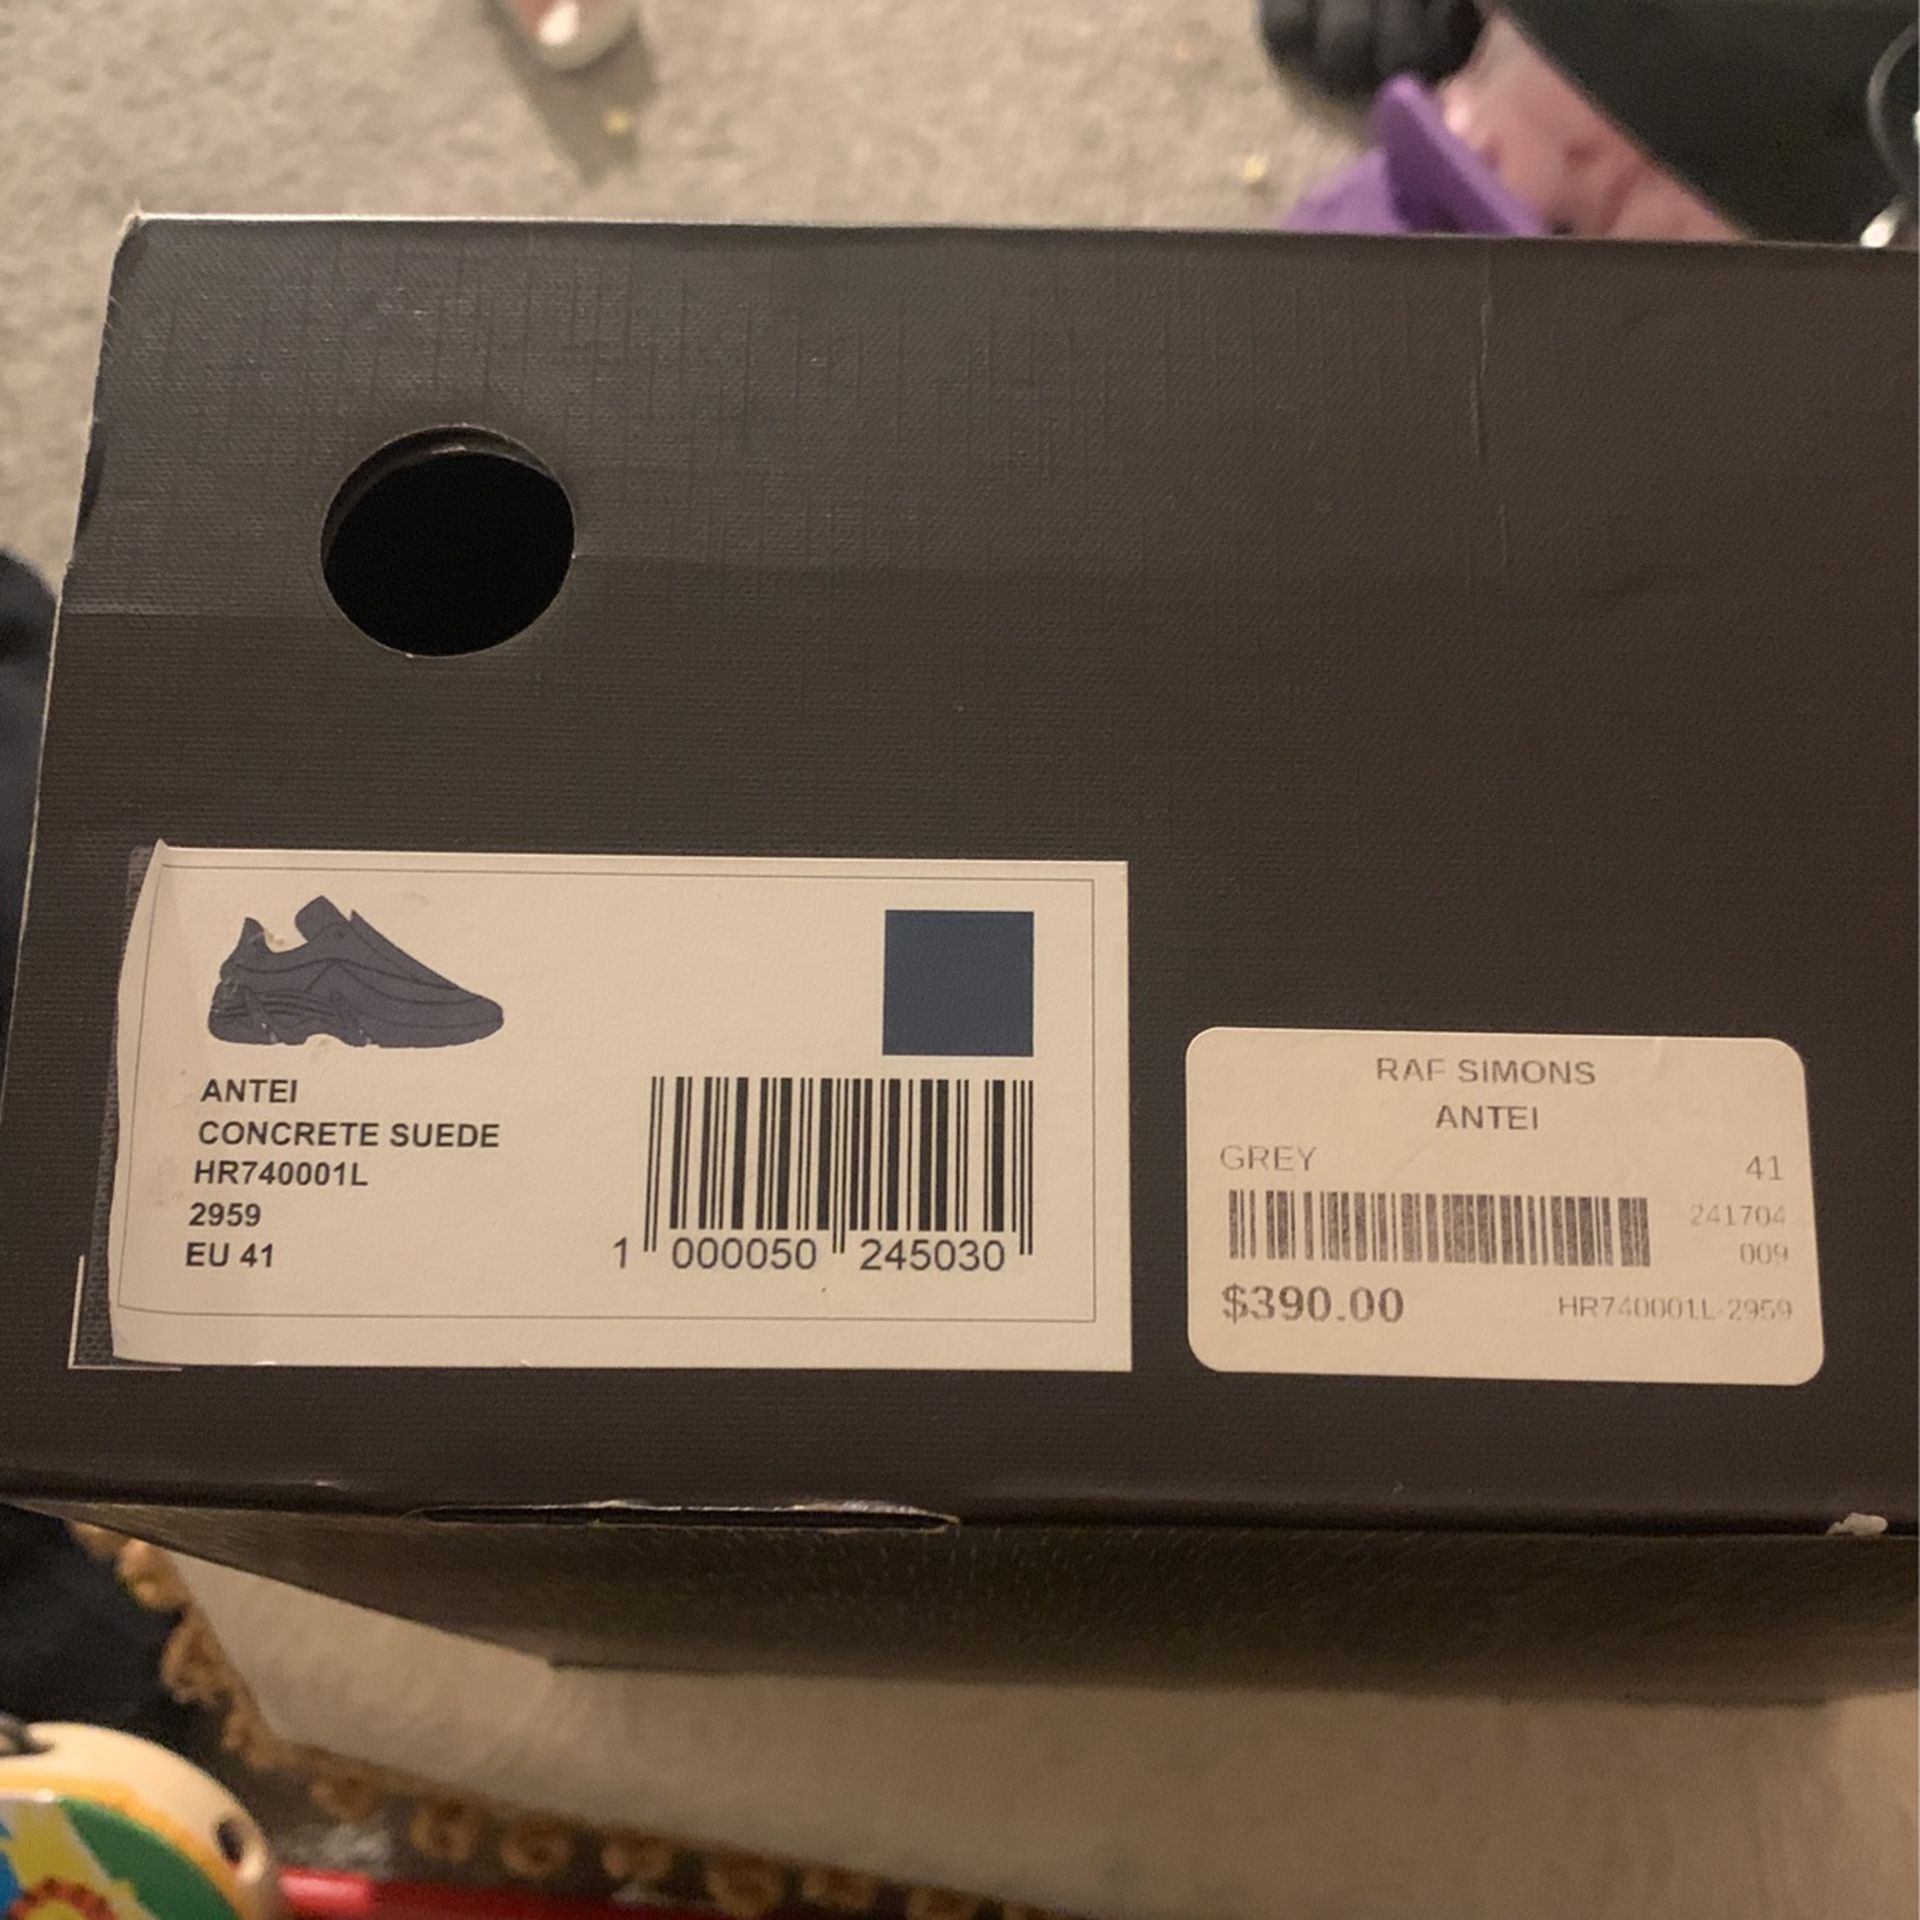 ANTEI
CONCRETE SUEDE
HR740001L
2959
EU 41
1 000050 245030
RAF SIMONS
ANTEI
GREY 41
241704
009
$390.00 HR740001L-2959